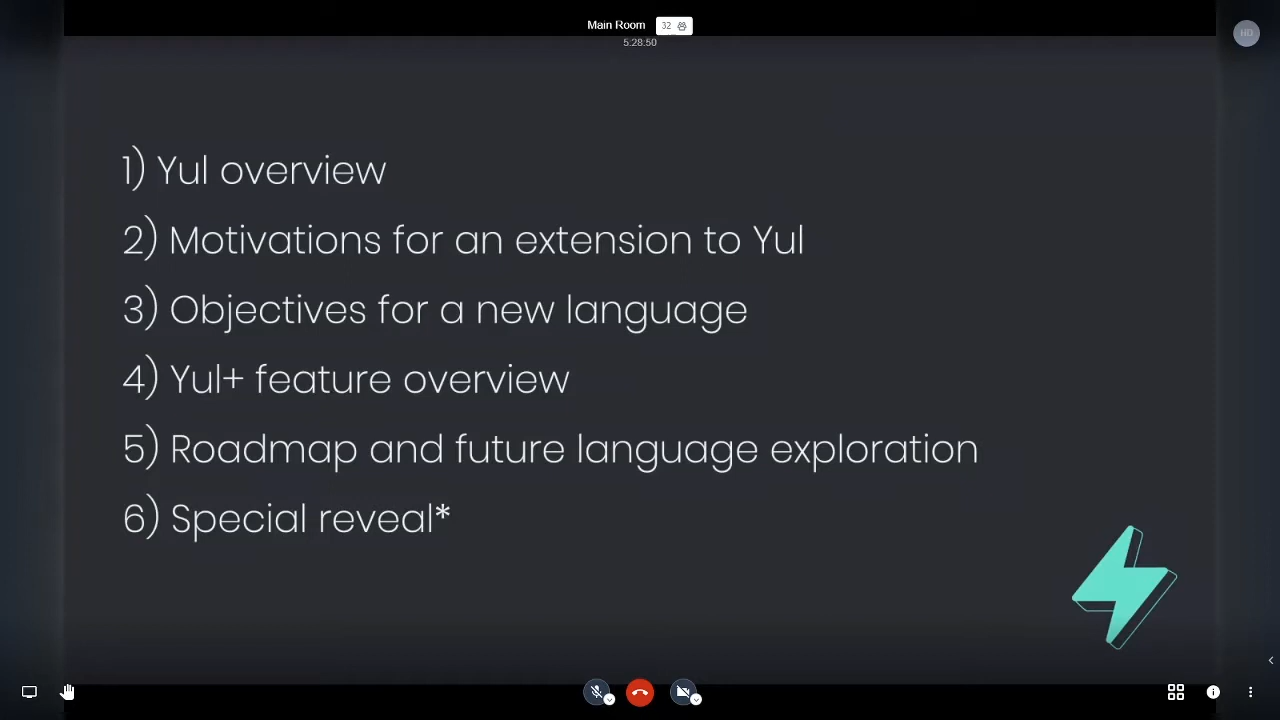 Main Room 32
5:28:50
HD
1) Yul overview
2) Motivations for an extension to Yul
3) Objectives for a new language
4) Yul+ feature overview
5) Roadmap and future language exploration
6) Special reveal*